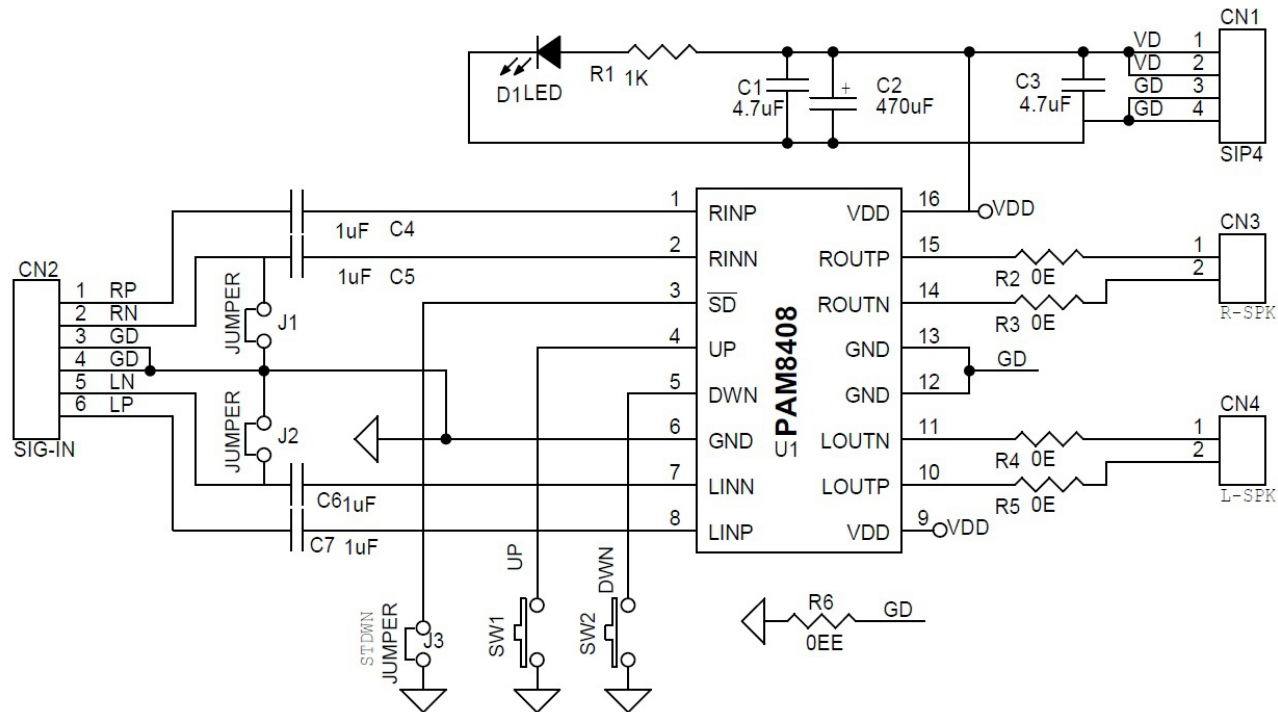 CN1
VD 1
VD 2
GD 3
GD 4
SIP4
D1 LED
R1 1K
C1
4.7uF
+
C2
470uF
C3
4.7uF
CN2
1 RP
2 RN
3 GD
4 GD
5 LN
6 LP
SIG-IN
1uF C4
1uF C5
C6 1uF
C7 1uF
JUMPER
J1
JUMPER
J2
1 RINP
2 RINN
3 SD
4 UP
5 DWN
6 GND
7 LINN
8 LINP
PAM8408
U1
VDD 16
ROUTP 15
ROUTN 14
GND 13
GND 12
LOUTN 11
LOUTP 10
VDD 9
VDD
VDD
GD
R2 0E
R3 0E
R4 0E
R5 0E
CN3
1
2
R-SPK
CN4
1
2
L-SPK
STDWN
JUMPER
J3
UP
SW1
DWN
SW2
R6
0EE
GD